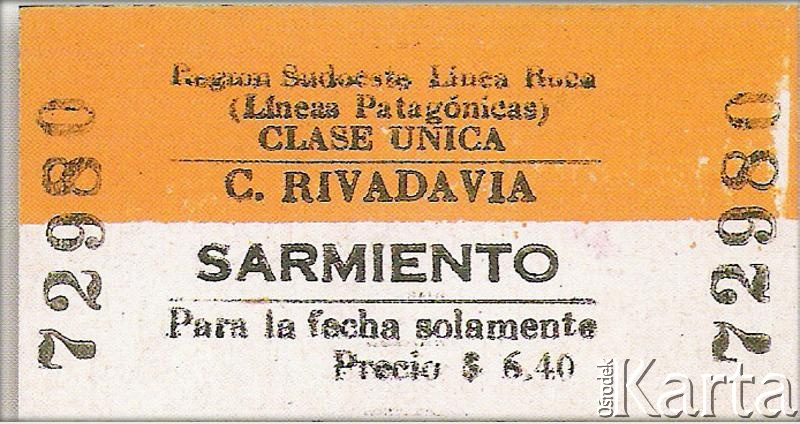 Region Sudoeste Linea Roca
(Líneas Patagónicas)
CLASE UNICA
C. RIVADAVIA
SARMIENTO
Para la fecha solamente
Precio $ 6.40
72980
72980
ośrodek Karta